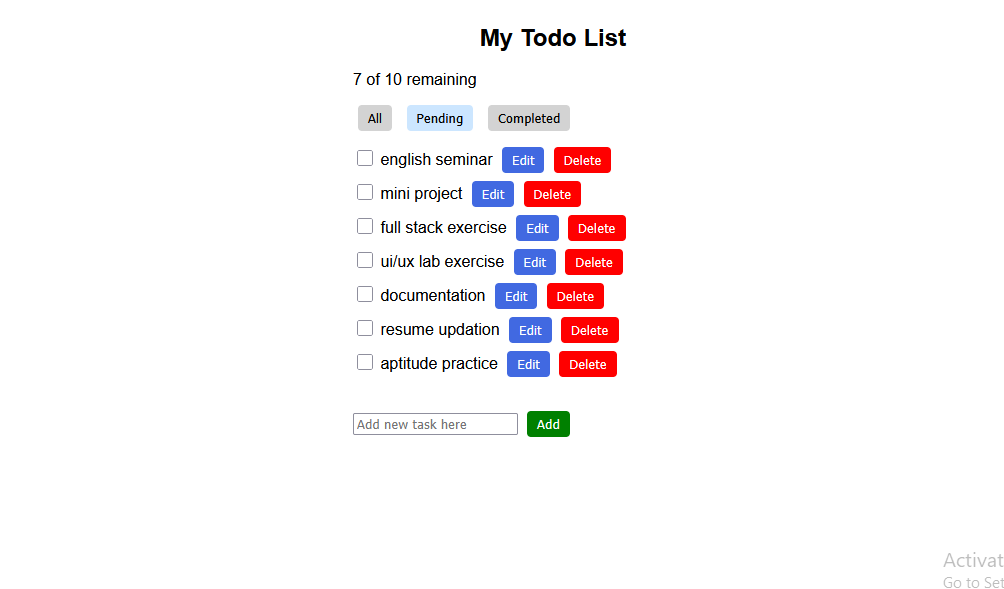 My Todo List
7 of 10 remaining
All Pending Completed
english seminar Edit Delete
mini project Edit Delete
full stack exercise Edit Delete
ui/ux lab exercise Edit Delete
documentation Edit Delete
resume updation Edit Delete
aptitude practice Edit Delete
Add new task here Add
Activat
Go to Set